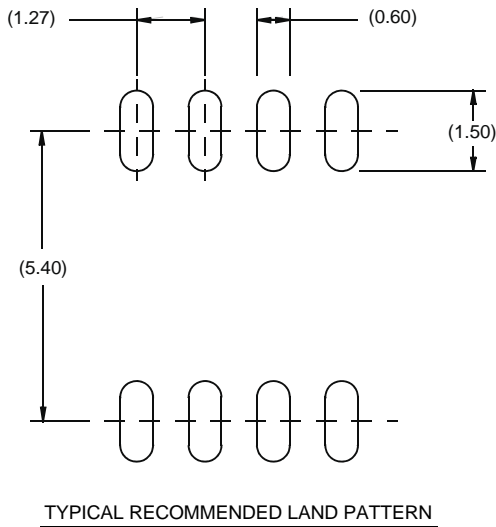 (1.27)
(0.60)
(1.50)
(5.40)
TYPICAL RECOMMENDED LAND PATTERN